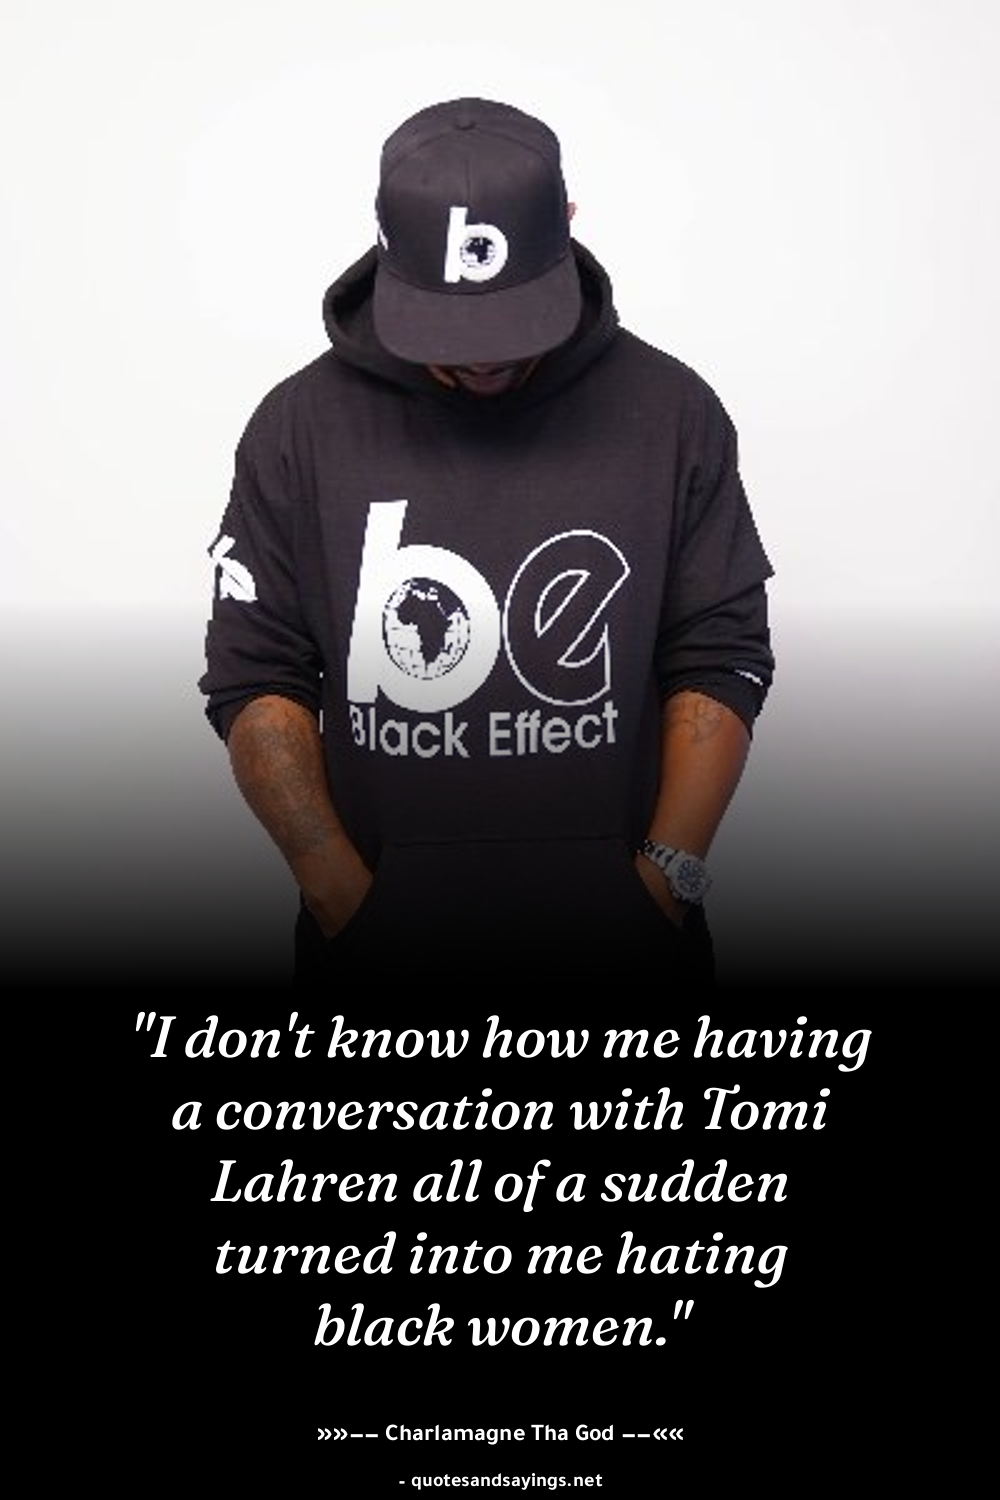 b
be
Black Effect
"I don't know how me having
a conversation with Tomi
Lahren all of a sudden
turned into me hating
black women."
»»–– Charlamagne Tha God ––««
- quotesandsayings.net